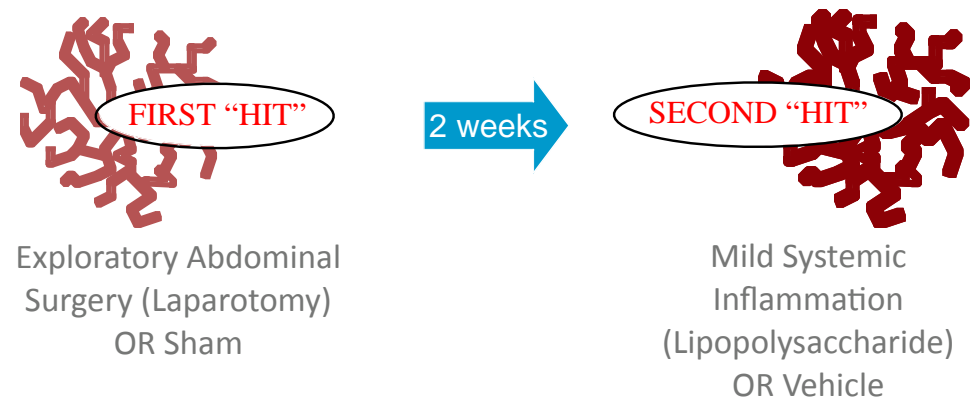 FIRST “HIT”
2 weeks
SECOND “HIT”
Exploratory Abdominal
Surgery (Laparotomy)
OR Sham
Mild Systemic
Inflammation
(Lipopolysaccharide)
OR Vehicle